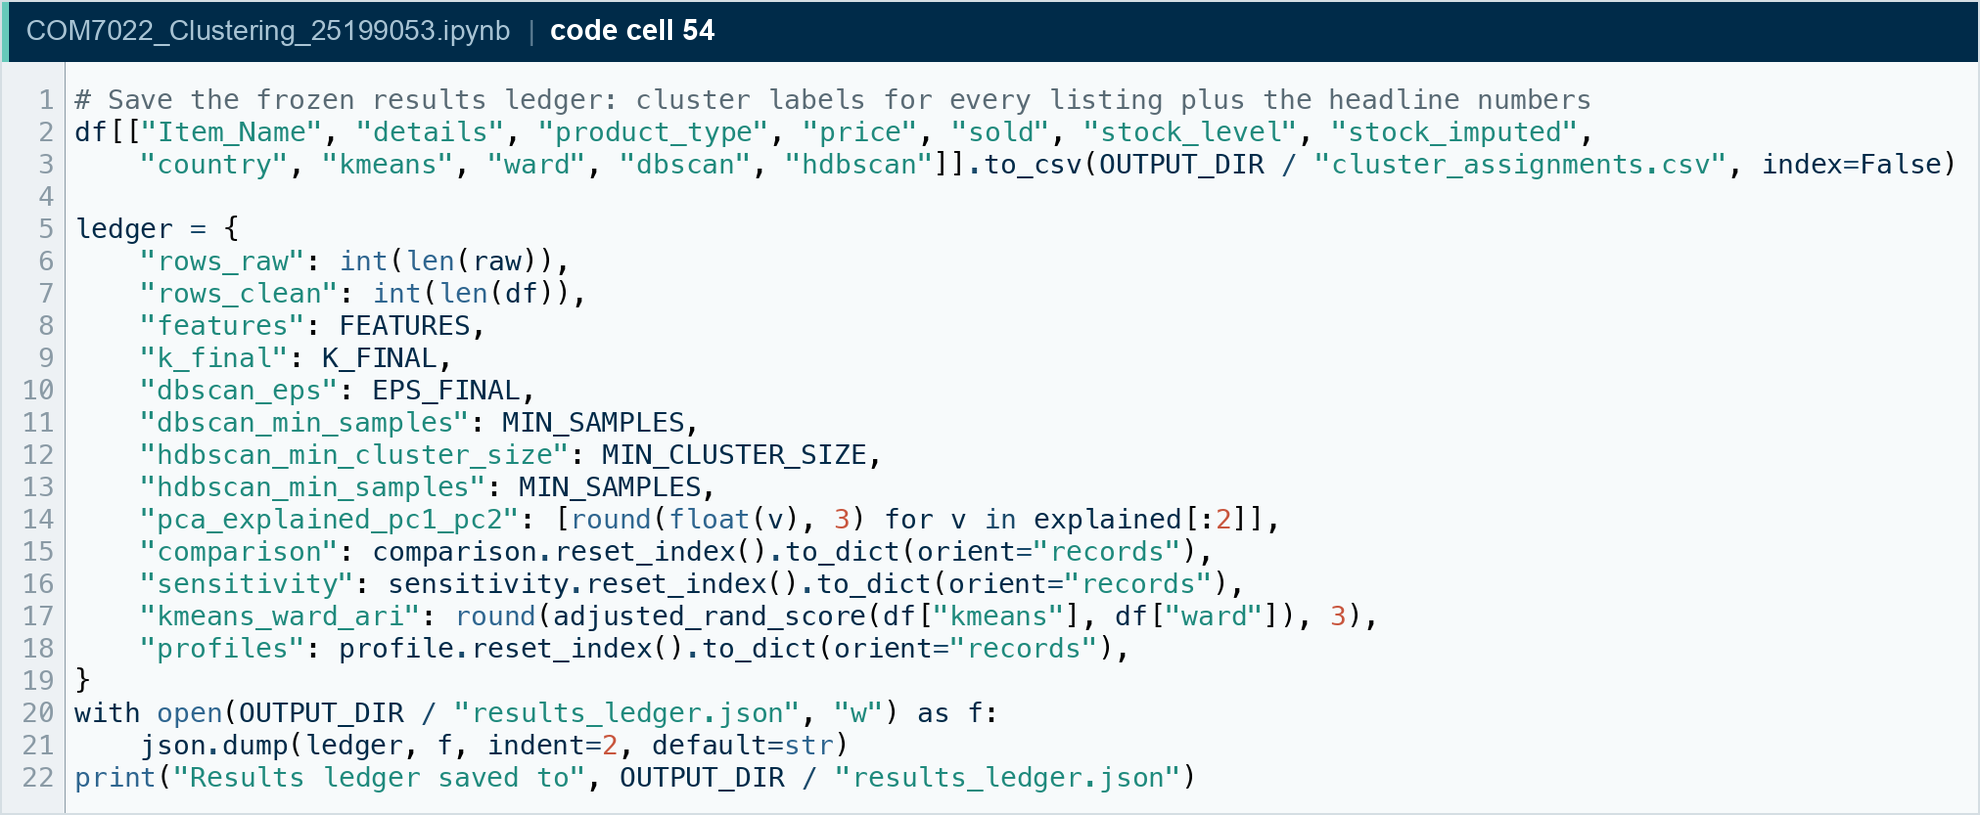 COM7022_Clustering_25199053.ipynb | code cell 54
1 # Save the frozen results ledger: cluster labels for every listing plus the headline numbers
2 df[["Item_Name", "details", "product_type", "price", "sold", "stock_level", "stock_imputed",
3     "country", "kmeans", "ward", "dbscan", "hdbscan"]].to_csv(OUTPUT_DIR / "cluster_assignments.csv", index=False)
4
5 ledger = {
6     "rows_raw": int(len(raw)),
7     "rows_clean": int(len(df)),
8     "features": FEATURES,
9     "k_final": K_FINAL,
10     "dbscan_eps": EPS_FINAL,
11     "dbscan_min_samples": MIN_SAMPLES,
12     "hdbscan_min_cluster_size": MIN_CLUSTER_SIZE,
13     "hdbscan_min_samples": MIN_SAMPLES,
14     "pca_explained_pc1_pc2": [round(float(v), 3) for v in explained[:2]],
15     "comparison": comparison.reset_index().to_dict(orient="records"),
16     "sensitivity": sensitivity.reset_index().to_dict(orient="records"),
17     "kmeans_ward_ari": round(adjusted_rand_score(df["kmeans"], df["ward"]), 3),
18     "profiles": profile.reset_index().to_dict(orient="records"),
19 }
20 with open(OUTPUT_DIR / "results_ledger.json", "w") as f:
21     json.dump(ledger, f, indent=2, default=str)
22 print("Results ledger saved to", OUTPUT_DIR / "results_ledger.json")